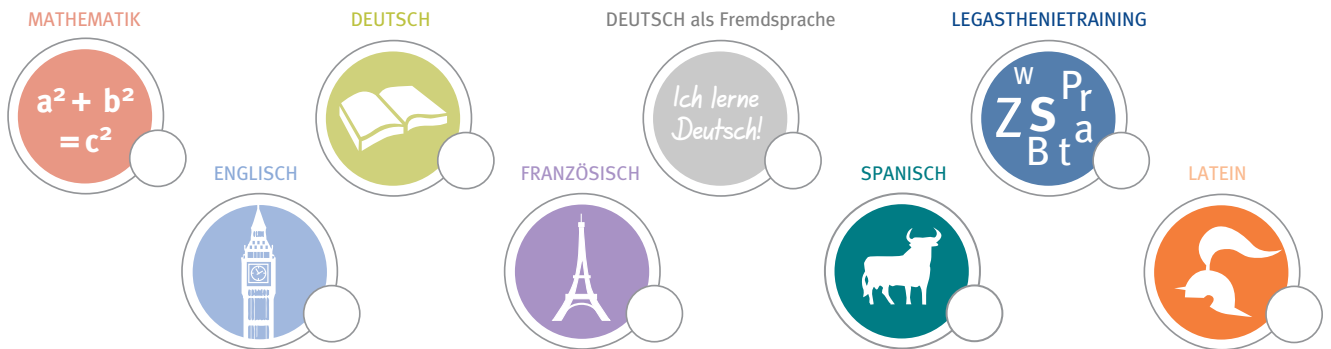 MATHEMATIK
DEUTSCH
DEUTSCH als Fremdsprache
LEGASTHENIETRAINING
a² + b²
= c²
Ich lerne
Deutsch!
W
P
r
Z S
a
B t
ENGLISCH
FRANZÖSISCH
SPANISCH
LATEIN